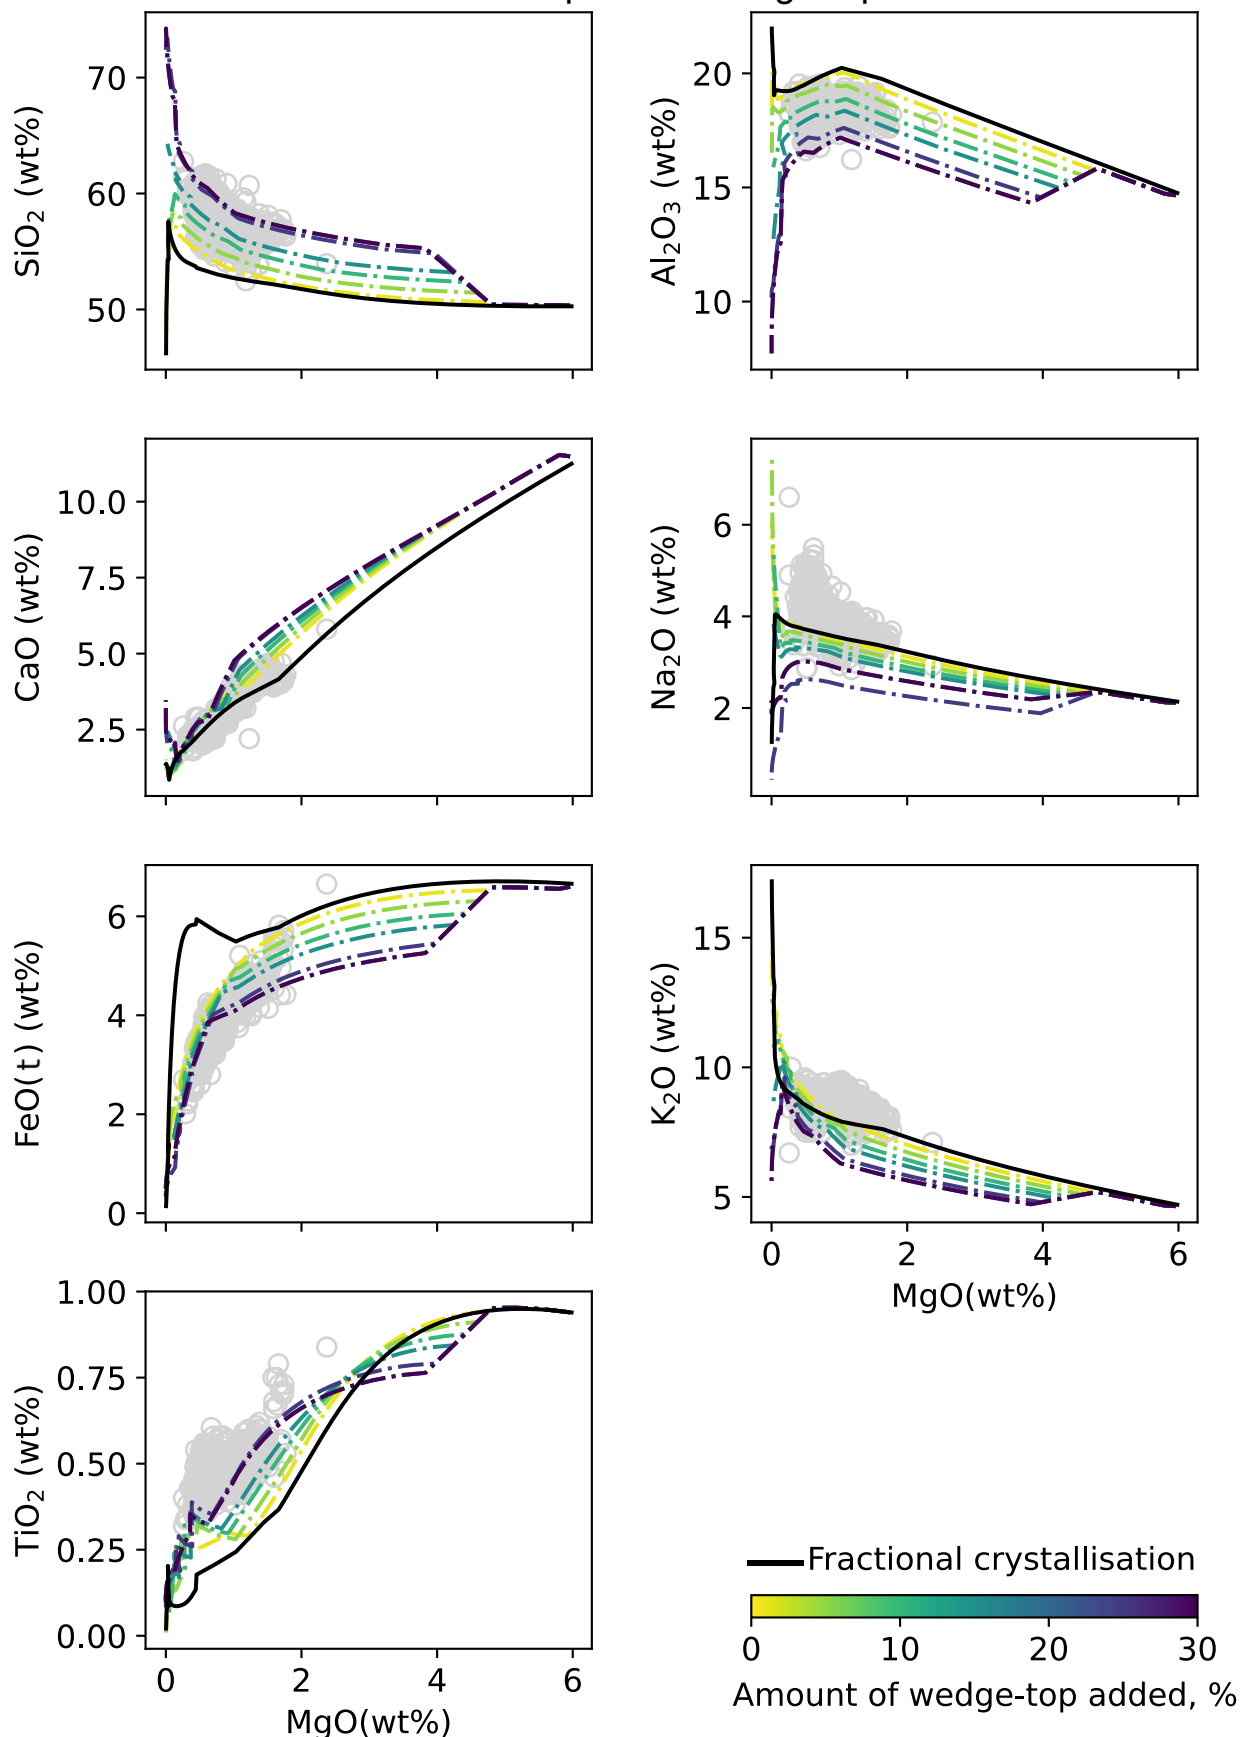 SiO₂ (wt%)
70
60
50
Al₂O₃ (wt%)
20
15
10
CaO (wt%)
10.0
7.5
5.0
2.5
Na₂O (wt%)
6
4
2
FeO(t) (wt%)
6
4
2
0
K₂O (wt%)
15
10
5
0 2 4 6
MgO(wt%)
TiO₂ (wt%)
1.00
0.75
0.50
0.25
0.00
0 2 4 6
MgO(wt%)
Fractional crystallisation
0 10 20 30
Amount of wedge-top added, %